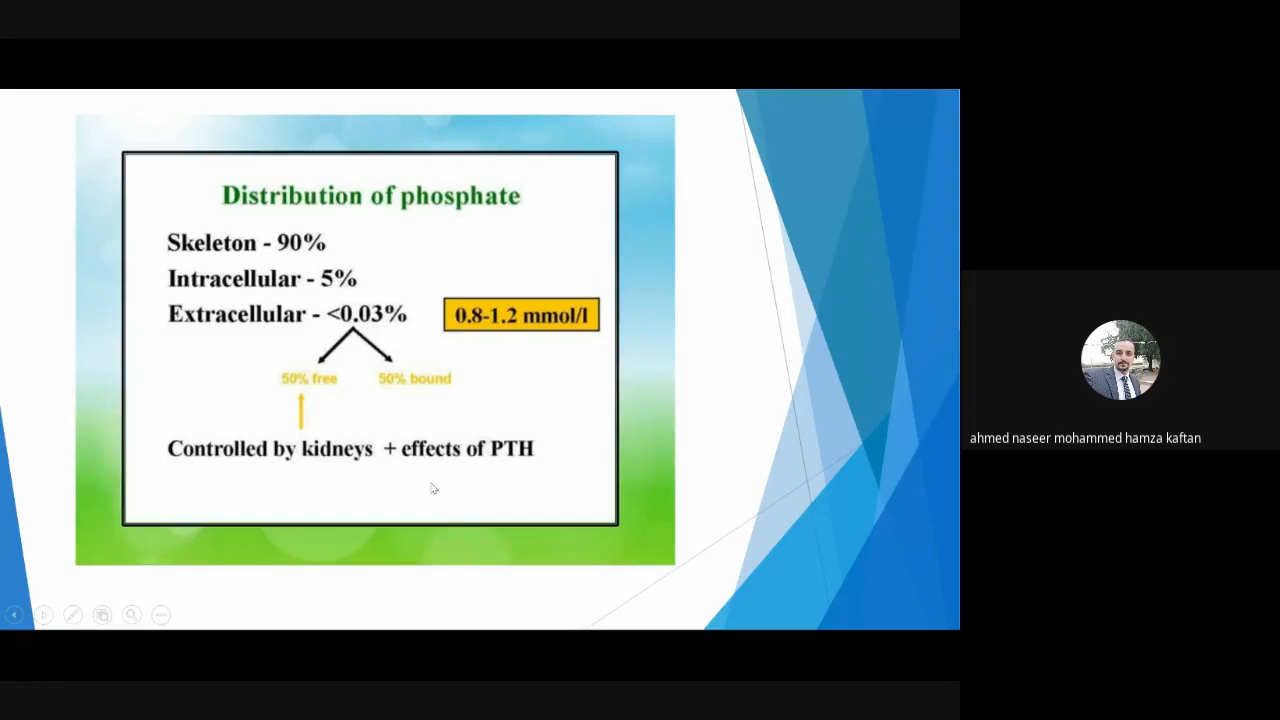 Distribution of phosphate
Skeleton - 90%
Intracellular - 5%
Extracellular - <0.03%
0.8-1.2 mmol/l
50% free
50% bound
Controlled by kidneys + effects of PTH
ahmed naseer mohammed hamza kaftan